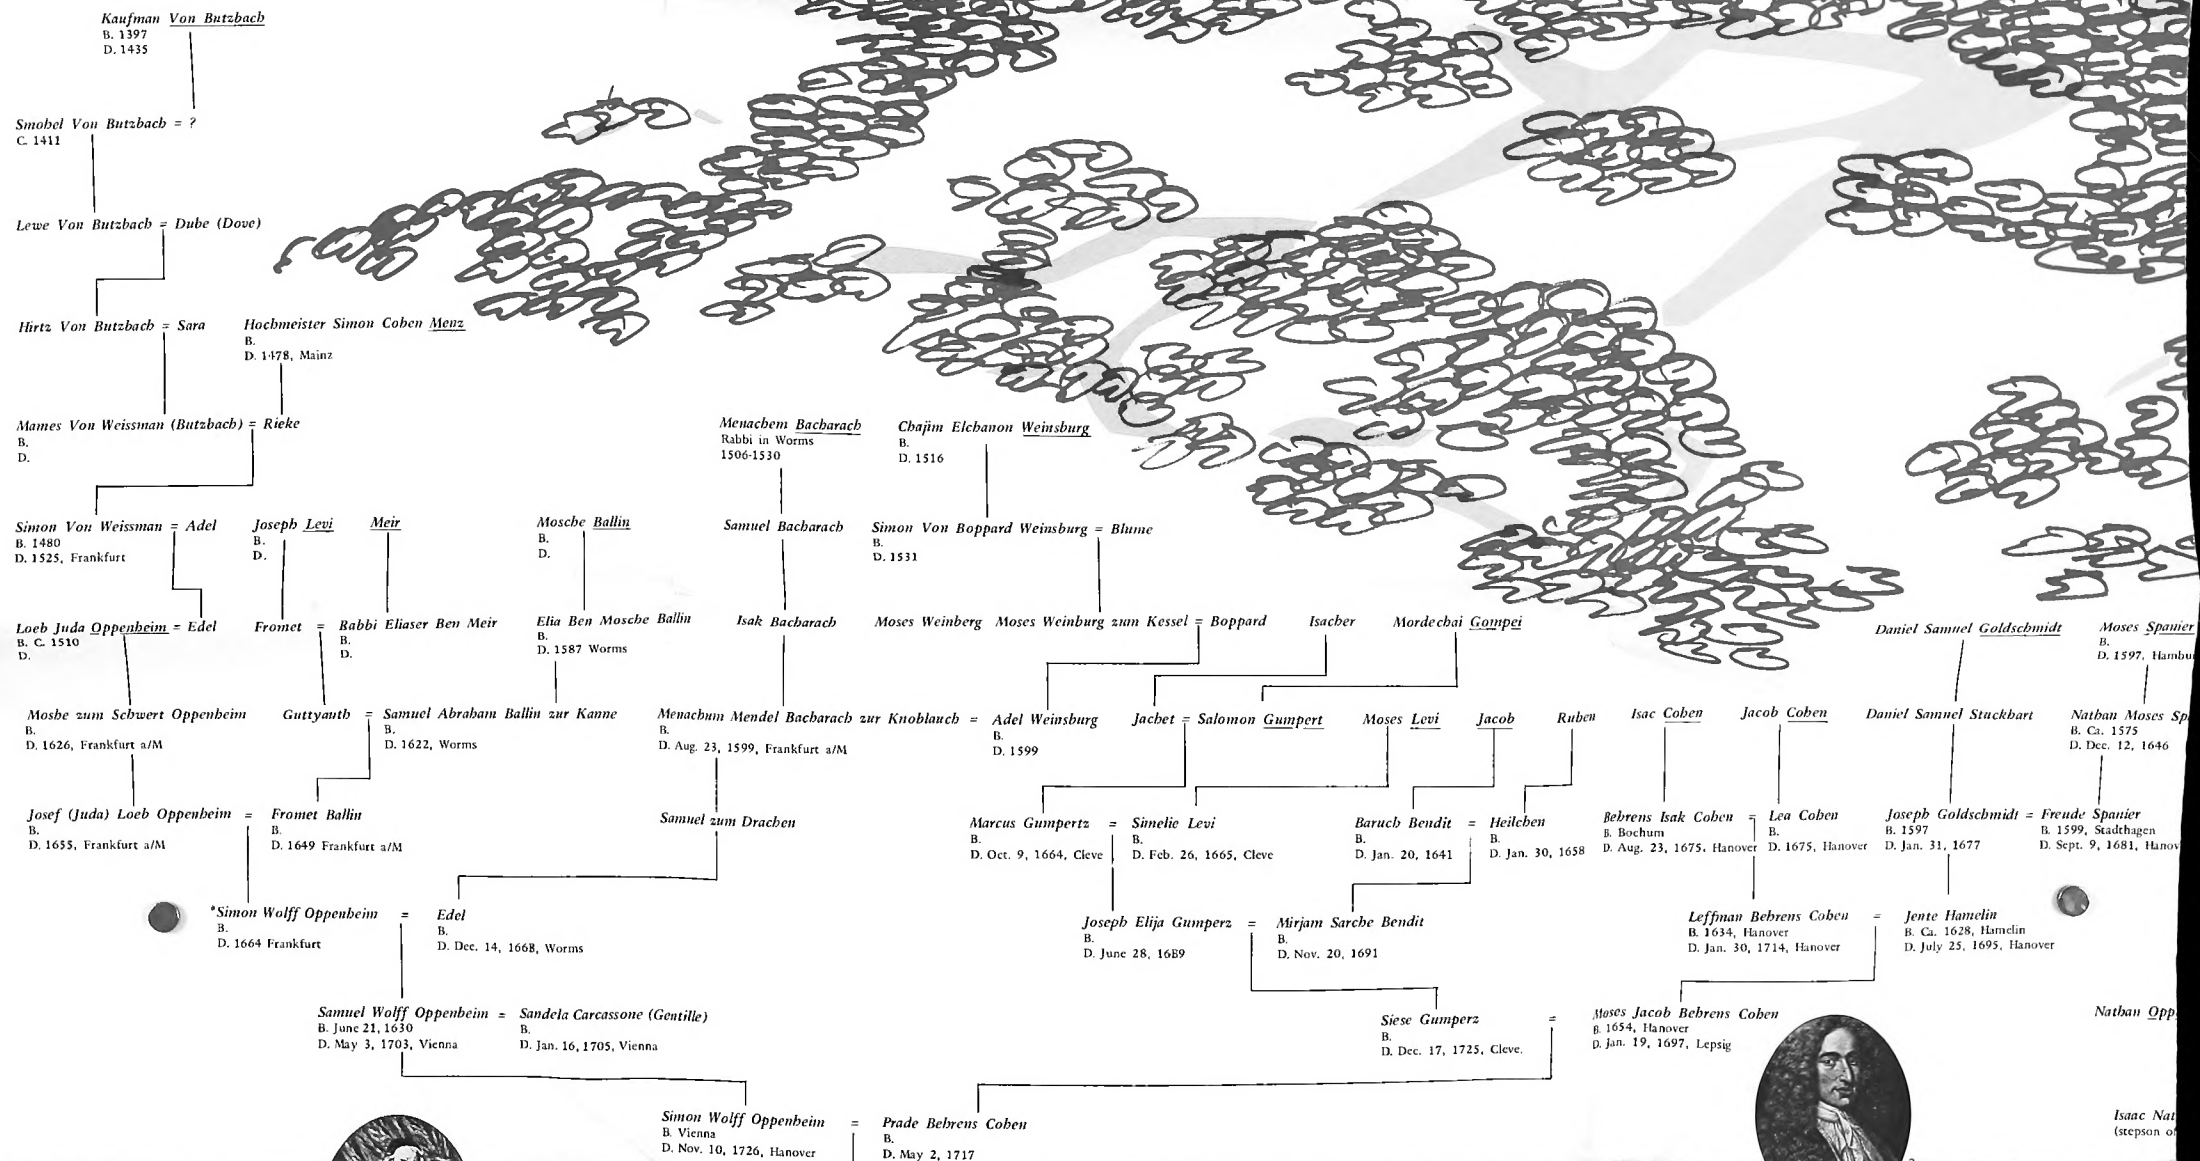 Kaufman Von Butzbach
B. 1397
D. 1435
Smohel Von Butzbach = ?
C. 1411
Lewe Von Butzbach = Dube (Dove)
Hirtz Von Butzbach = Sara
Hochmeister Simon Cohen Menz
B.
D. 1478, Mainz
Mames Von Weissman (Butzbach) = Rieke
B.
D.
Menachem Bacharach
Rabbi in Worms
1506-1530
Chajim Elchanon Weinsburg
B.
D. 1516
Simon Von Weissman = Adel
B. 1480
D. 1525, Frankfurt
Joseph Levi
B.
D.
Meir
Mosche Ballin
B.
D.
Samuel Bacharach
Simon Von Boppard Weinsburg = Blume
B.
D. 1531
Loeb Juda Oppenheim = Edel
B. C. 1510
D.
Fromet = Rabbi Eliaser Ben Meir
B.
D.
Elia Ben Mosche Ballin
B.
D. 1587 Worms
Isak Bacharach
Moses Weinberg
Moses Weinburg zum Kessel = Boppard
Isacher
Mordechai Gompei
Daniel Samuel Goldschmidt
Moses Spanier
B.
D. 1597,
Moshe zum Schwert Oppenheim
B.
D. 1626, Frankfurt a/M
Guttyauth = Samuel Abraham Ballin zur Kanne
B.
D. 1622, Worms
Menachum Mendel Bacharach zur Knoblauch = Adel Weinsburg
B.
D. Aug. 23, 1599, Frankfurt a/M
B.
D. 1599
Jachet = Salomon Gumpert
Moses Levi
Jacob
Ruben
Isac Cohen
Jacob Cohen
Daniel Samuel Stuckhart
Nathan Moses
B. Ca. 1575
D. Dec. 12, 1646
Josef (Juda) Loeb Oppenheim = Fromet Ballin
B.
D. 1655, Frankfurt a/M
B.
D. 1649 Frankfurt a/M
Samuel zum Drachen
Marcus Gumpertz = Simelie Levi
B.
D. Oct. 9, 1664, Cleve
B.
D. Feb. 26, 1665, Cleve
Baruch Bendit = Heilchen
B.
D. Jan. 20, 1641
B.
D. Jan. 30, 1658
Behrens Isak Cohen = Lea Cohen
B. Bochum
D. Aug. 23, 1675, Hanover
B.
D. 1675, Hanover
Joseph Goldschmidt = Freude Spanier
B. 1597
D. Jan. 31, 1677
B. 1599, Stadthagen
D. Sept. 9, 1681,
*Simon Wolff Oppenheim = Edel
B.
D. 1664 Frankfurt
B.
D. Dec. 14, 1668, Worms
Joseph Elija Gumperz = Mirjam Sarche Bendit
B.
D. June 28, 1689
B.
D. Nov. 20, 1691
Leffman Behrens Cohen = Jente Hamelin
B. 1634, Hanover
D. Jan. 30, 1714, Hanover
B. Ca. 1628, Hamelin
D. July 25, 1695, Hanover
Samuel Wolff Oppenheim = Sandela Carcassone (Gentille)
B. June 21, 1630
D. May 3, 1703, Vienna
B.
D. Jan. 16, 1705, Vienna
Siese Gumperz = Moses Jacob Behrens Cohen
B.
D. Dec. 17, 1725, Cleve.
B. 1654, Hanover
D. Jan. 19, 1697, Lepsig
Nathan
Simon Wolff Oppenheim = Prade Behrens Cohen
B. Vienna
D. Nov. 10, 1726, Hanover
B.
D. May 2, 1717
Isaac
(stepson